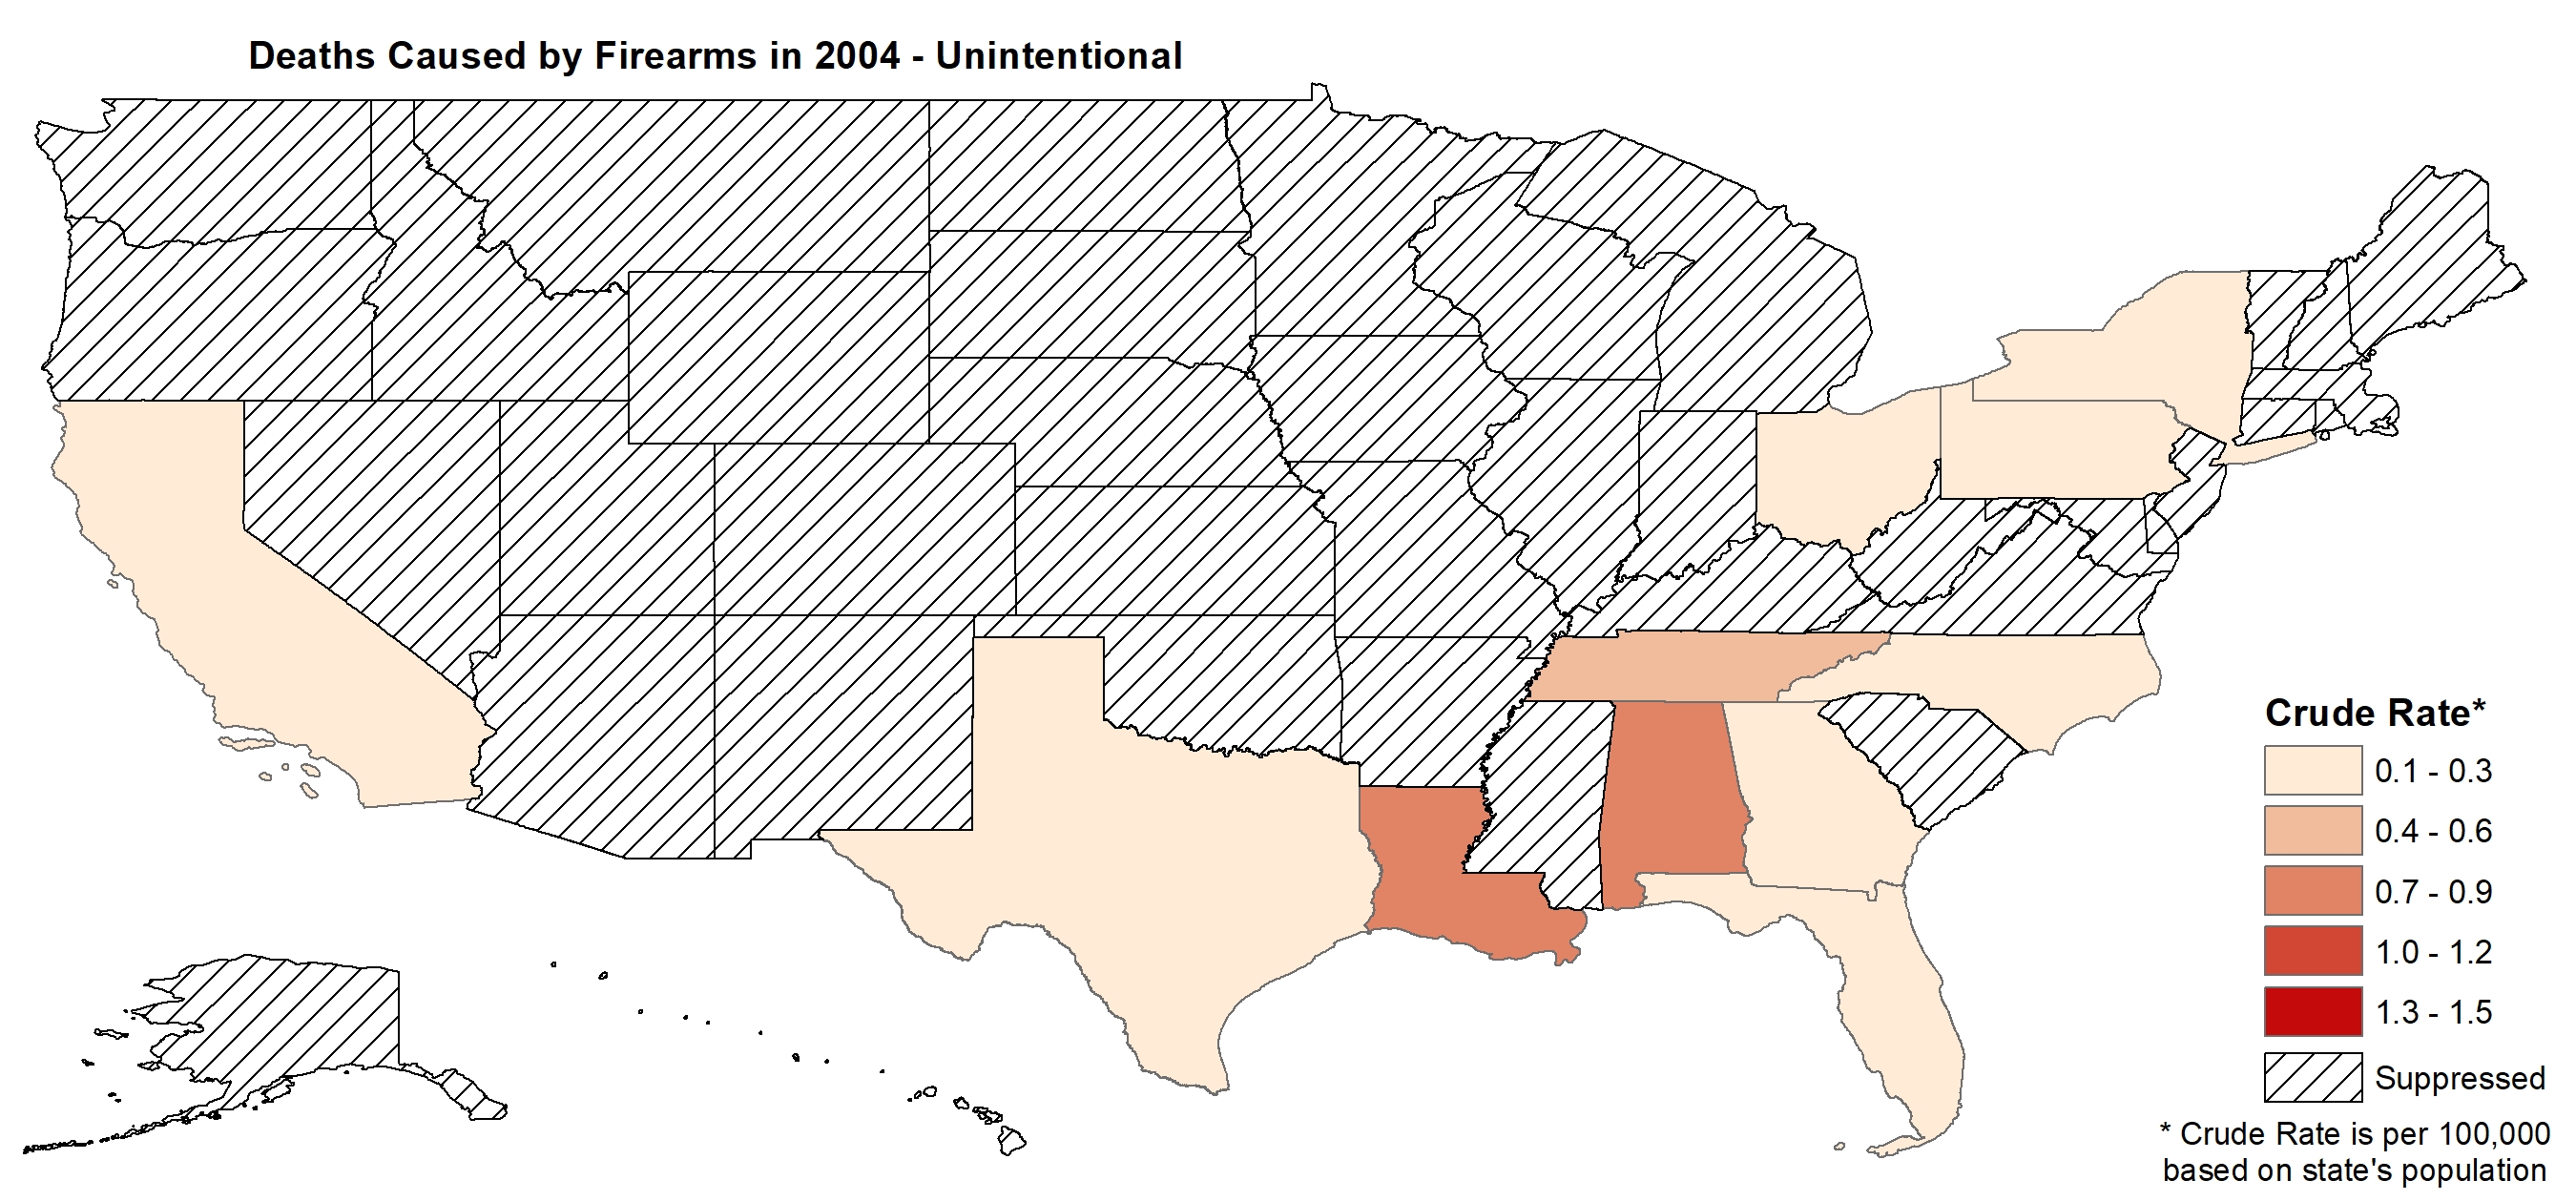 Deaths Caused by Firearms in 2004 - Unintentional
Crude Rate*
0.1 - 0.3
0.4 - 0.6
0.7 - 0.9
1.0 - 1.2
1.3 - 1.5
Suppressed
* Crude Rate is per 100,000
based on state's population